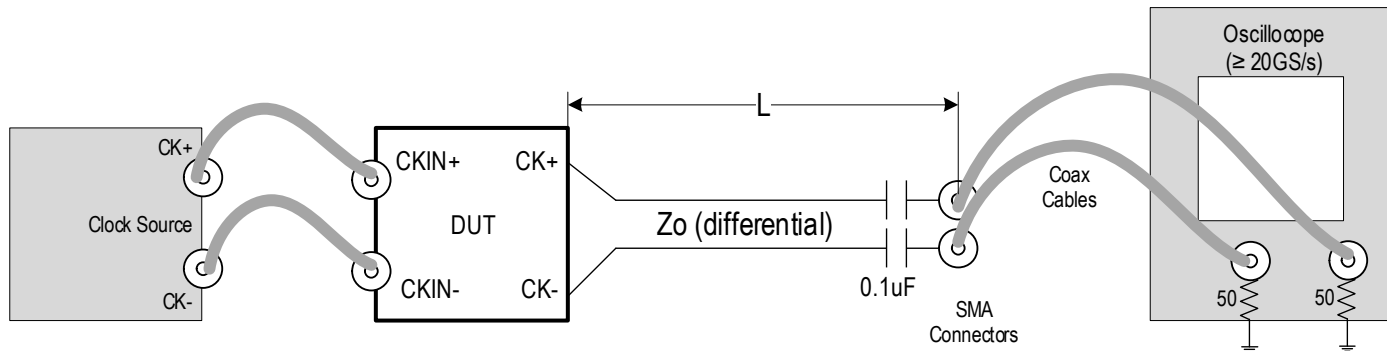 Oscillocope
(≥ 20GS/s)
L
CK+
CKIN+
CK+
Clock Source
DUT
Zo (differential)
Coax
Cables
CK-
CKIN-
CK-
0.1uF
SMA
Connectors
50
50